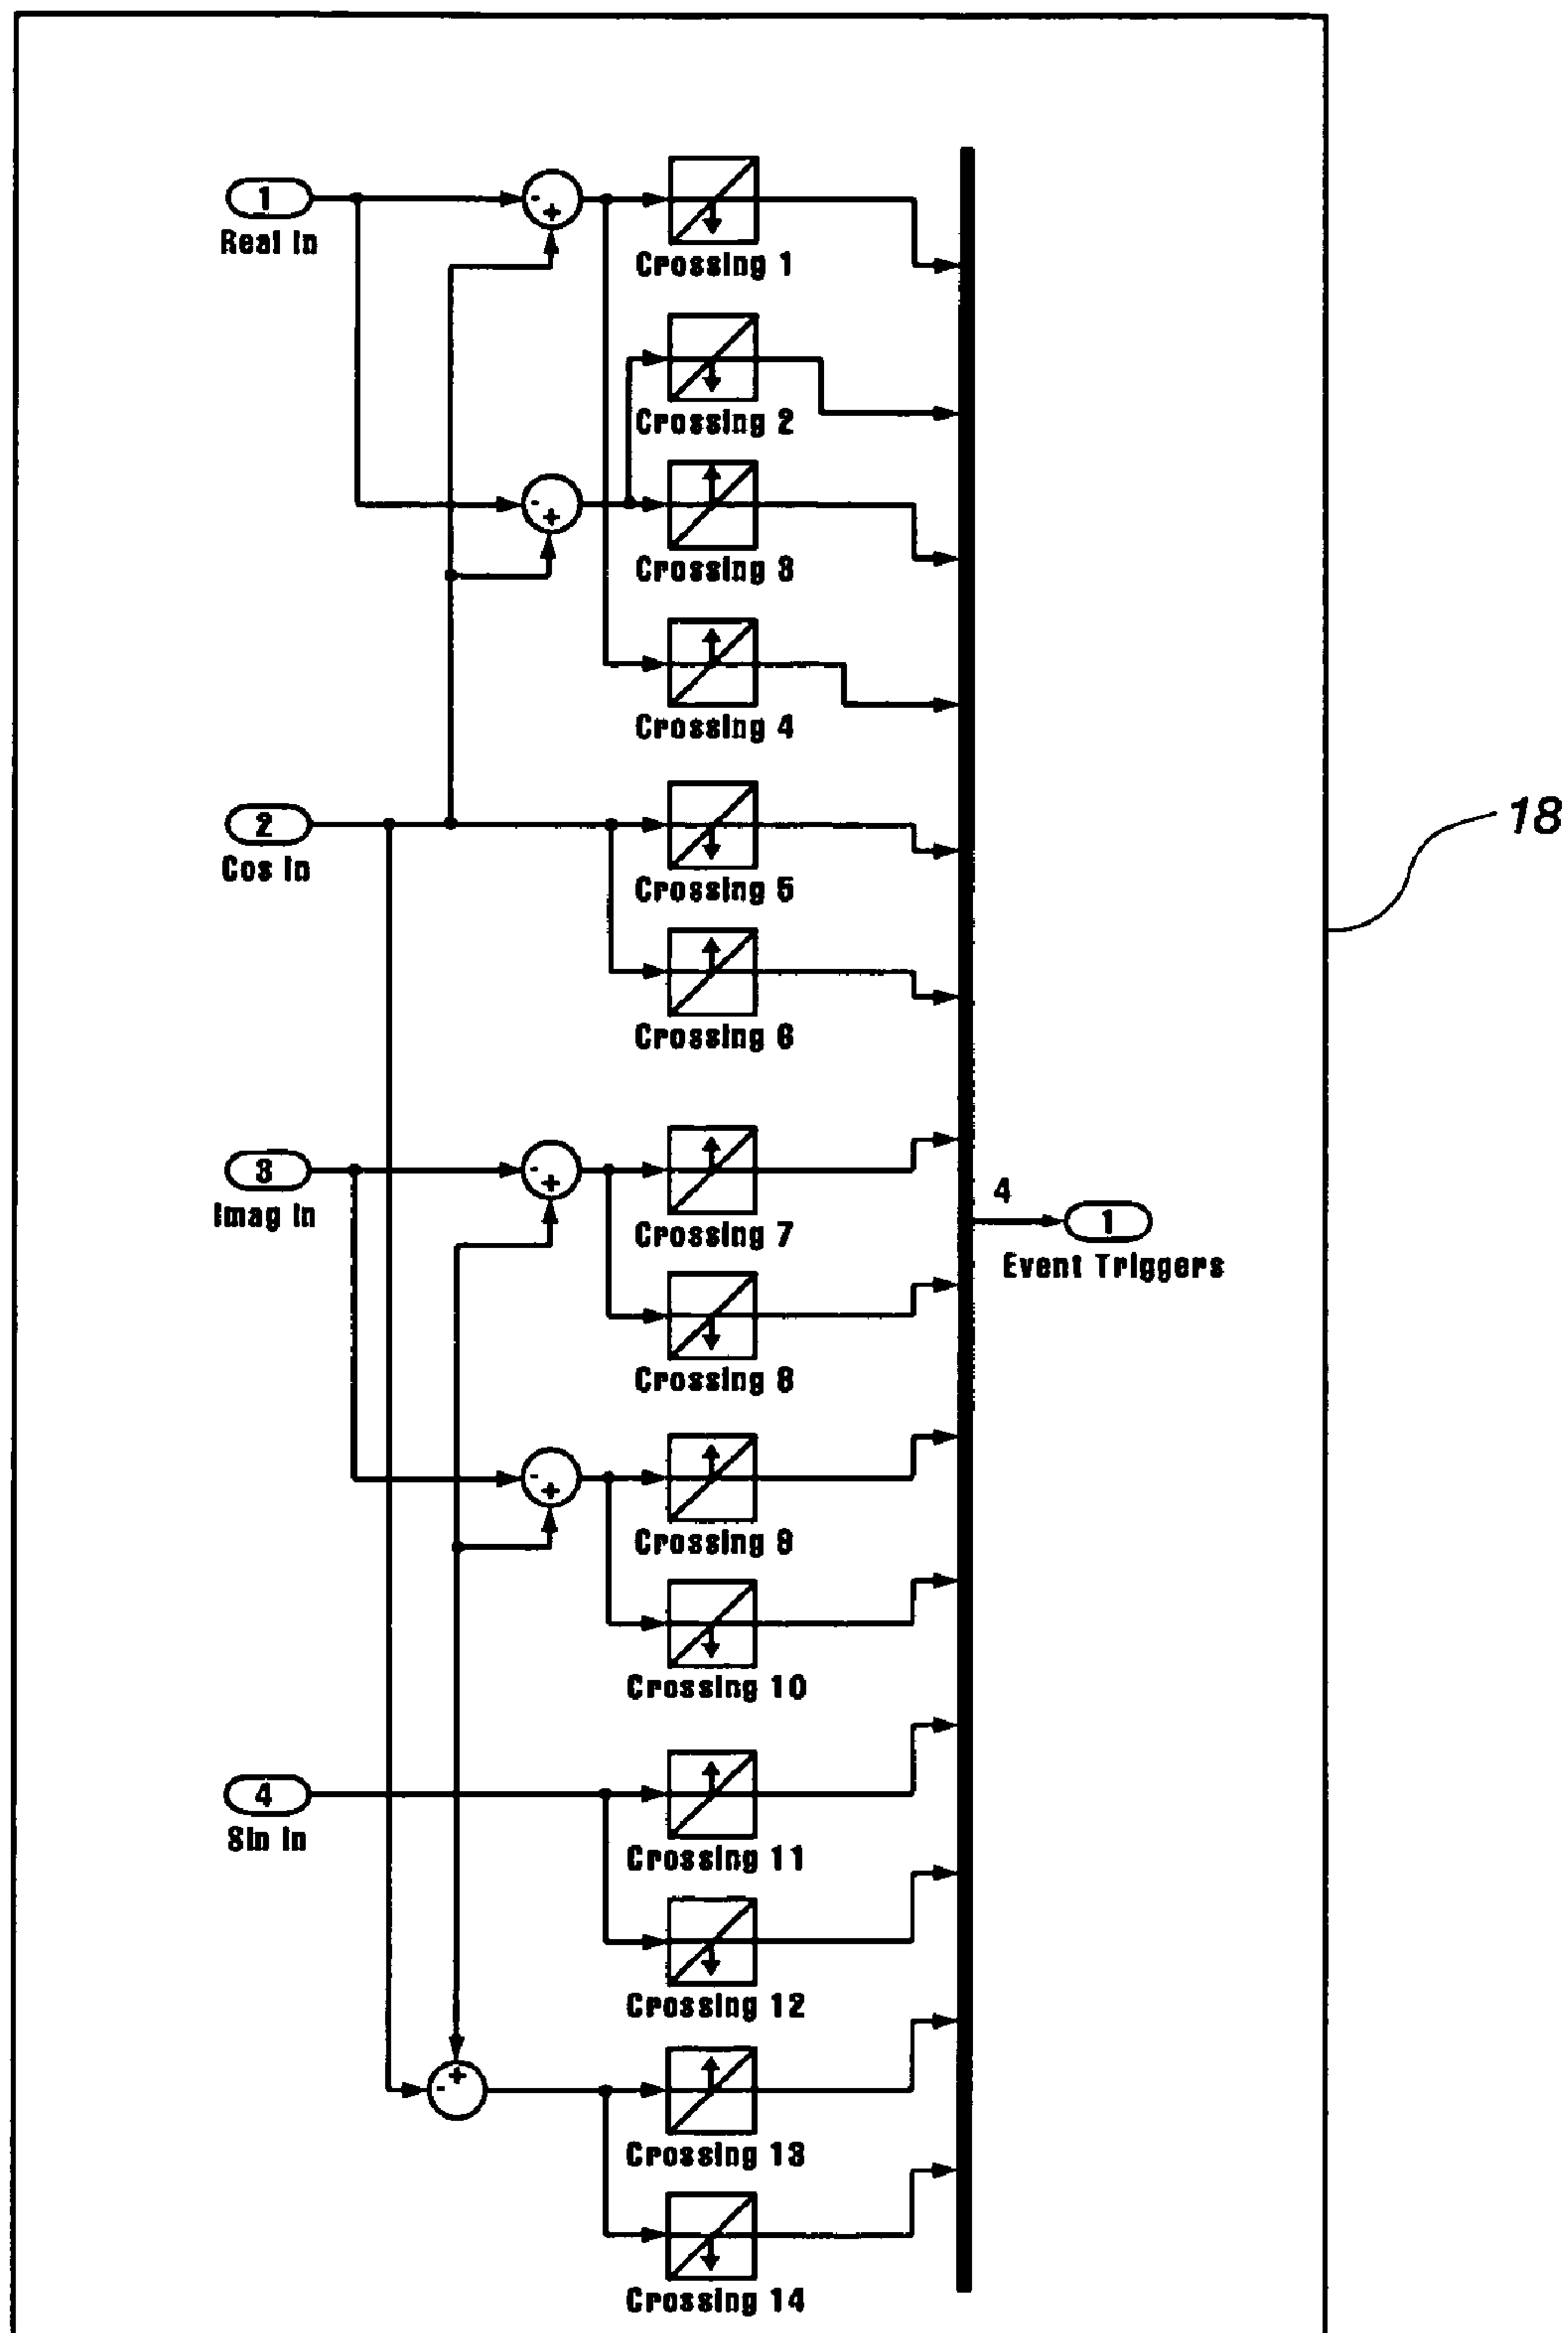 - +
1
Real In
Crossing 1
Crossing 2
- +
Crossing 3
Crossing 4
2
Cos In
Crossing 5
18
Crossing 6
- +
3
Imag In
Crossing 7
4
1
Event Triggers
Crossing 8
- +
Crossing 9
Crossing 10
4
Sin In
Crossing 11
Crossing 12
- +
Crossing 13
Crossing 14